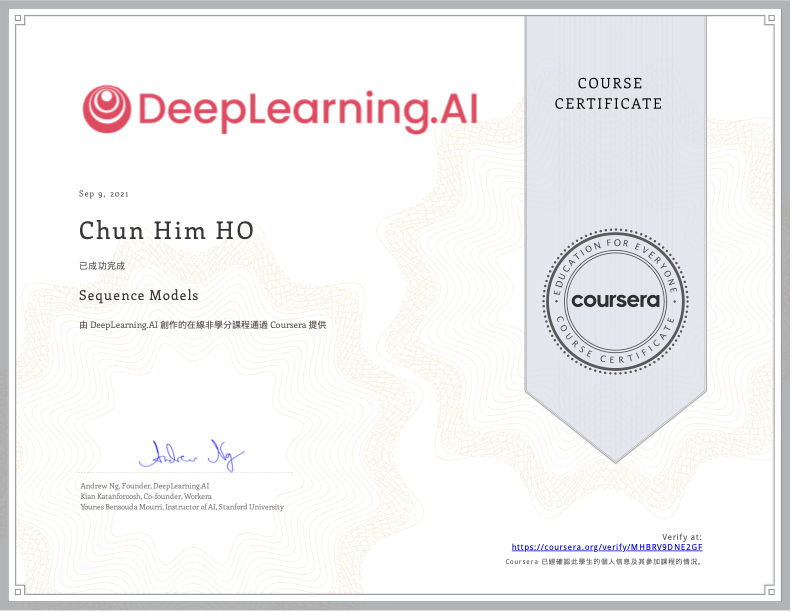 DeepLearning.AI
COURSE
CERTIFICATE
Sep 9, 2021
Chun Him HO
已成功完成
Sequence Models
由 DeepLearning.AI 創作的在線非學分課程通過 Coursera 提供
EDUCATION FOR EVERYONE
coursera
COURSE CERTIFICATE
Andrew Ng
Andrew Ng, Founder, DeepLearning.AI
Kian Katanforoosh, Co-founder, Workera
Younes Bensouda Mourri, Instructor of AI, Stanford University
Verify at:
https://coursera.org/verify/MHBRV9DNE2GF
Coursera 已經確認此學生的個人信息及其參加課程的情況。